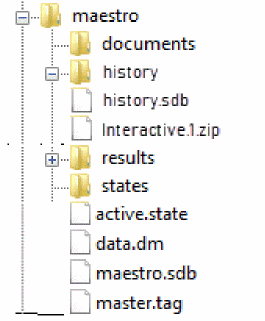 maestro
documents
history
history.sdb
Interactive.1.zip
results
states
active.state
data.dm
maestro.sdb
master.tag